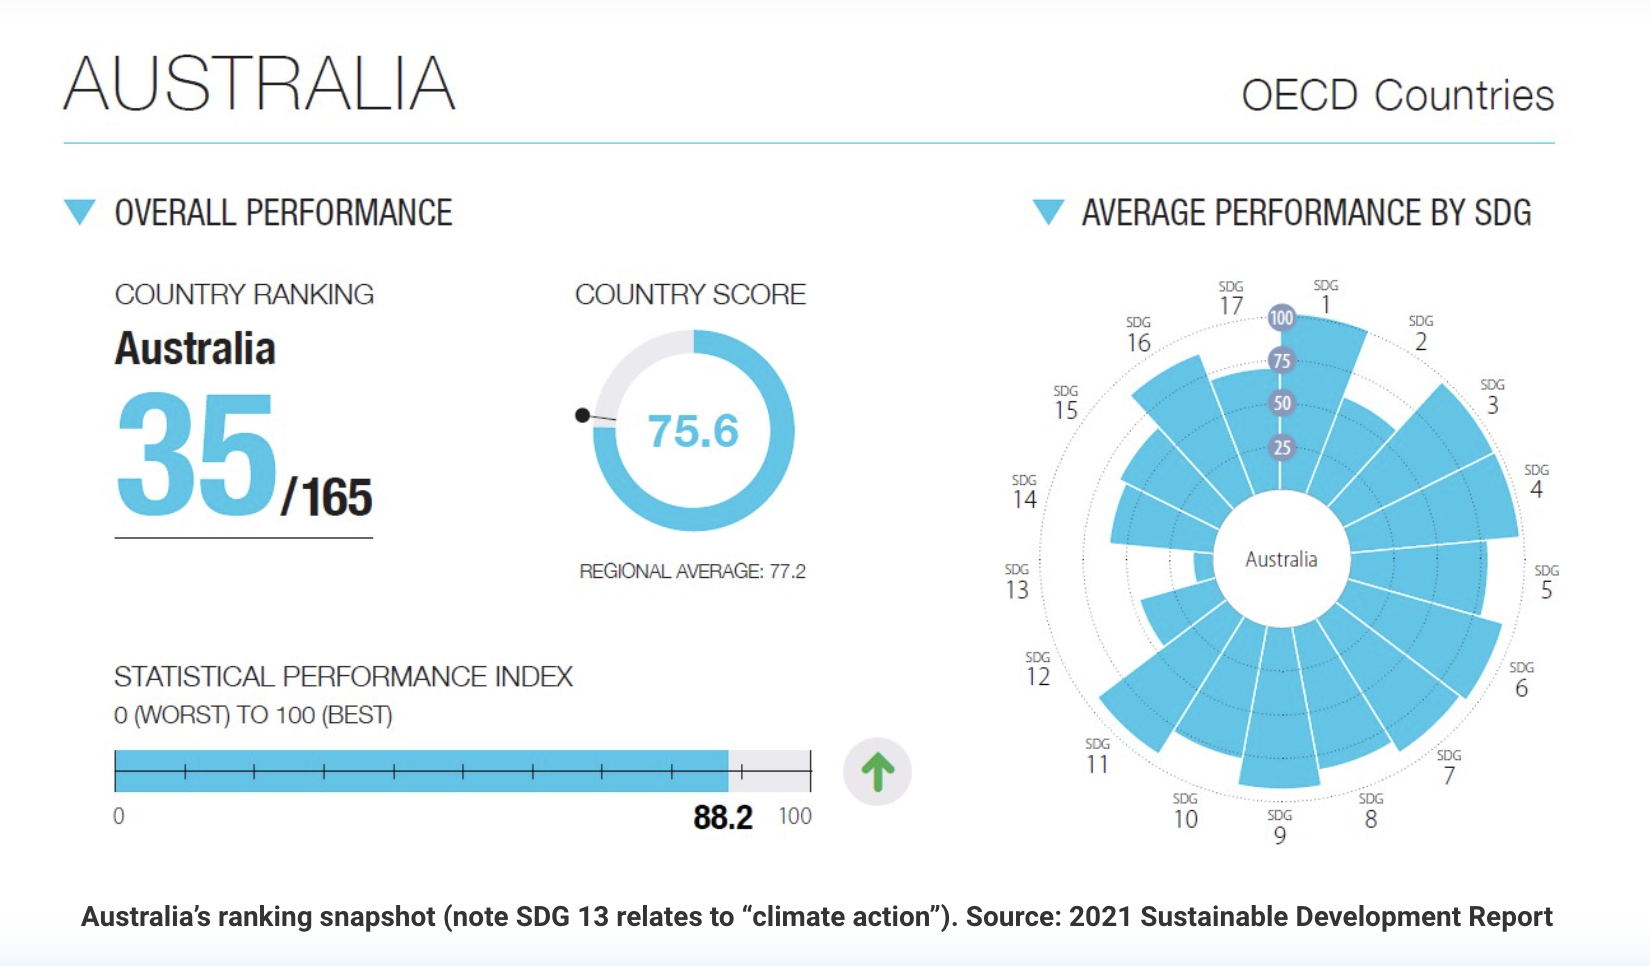 AUSTRALIA
OECD Countries
OVERALL PERFORMANCE
COUNTRY RANKING
Australia
35/165
COUNTRY SCORE
75.6
REGIONAL AVERAGE: 77.2
STATISTICAL PERFORMANCE INDEX
0 (WORST) TO 100 (BEST)
0
88.2
100
AVERAGE PERFORMANCE BY SDG
SDG
1
SDG
2
SDG
3
SDG
4
SDG
5
SDG
6
SDG
7
SDG
8
SDG
9
SDG
10
SDG
11
SDG
12
SDG
13
SDG
14
SDG
15
SDG
16
SDG
17
100
75
50
25
Australia
Australia’s ranking snapshot (note SDG 13 relates to “climate action”). Source: 2021 Sustainable Development Report